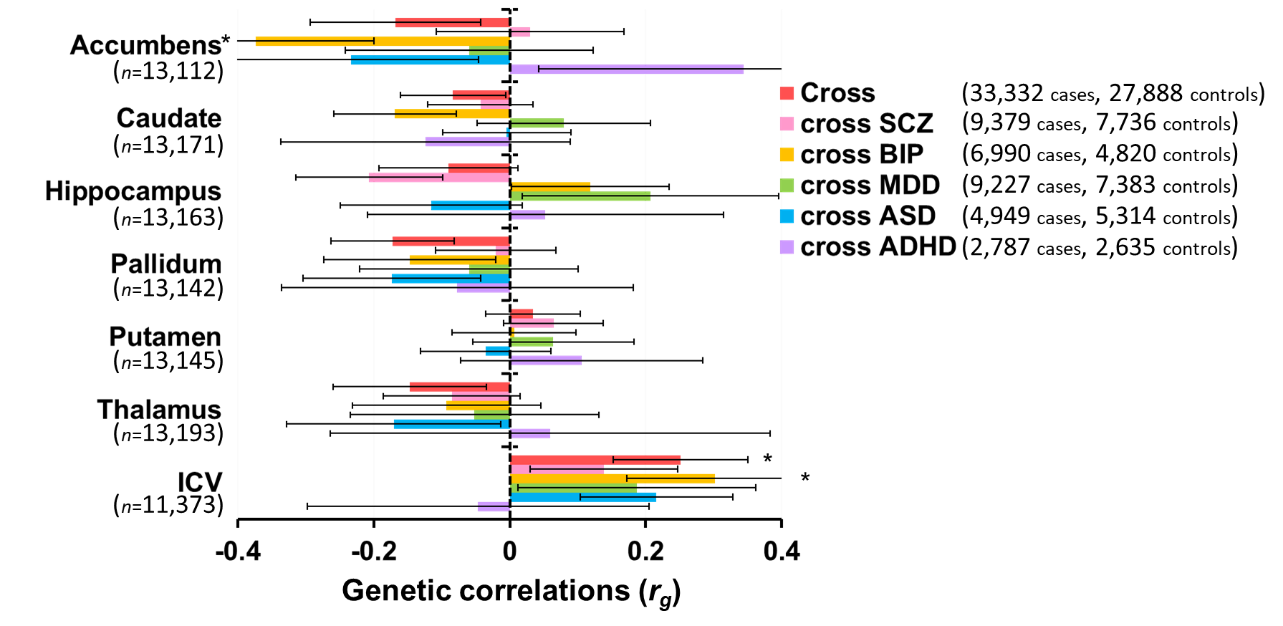 Accumbens*
(n=13,112)
Caudate
(n=13,171)
Hippocampus
(n=13,163)
Pallidum
(n=13,142)
Putamen
(n=13,145)
Thalamus
(n=13,193)
ICV
(n=11,373)
*
*
-0.4 -0.2 0 0.2 0.4
Genetic correlations (rg)
Cross (33,332 cases, 27,888 controls)
cross SCZ (9,379 cases, 7,736 controls)
cross BIP (6,990 cases, 4,820 controls)
cross MDD (9,227 cases, 7,383 controls)
cross ASD (4,949 cases, 5,314 controls)
cross ADHD (2,787 cases, 2,635 controls)